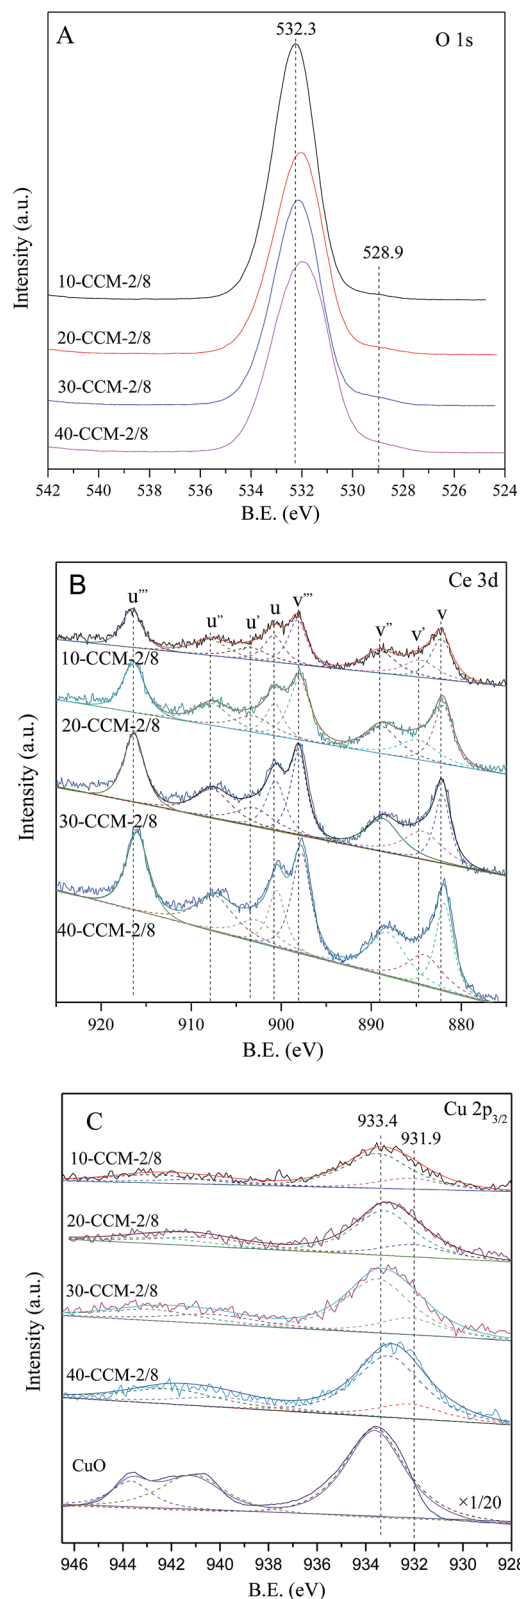 A
532.3
O 1s
528.9
10-CCM-2/8
20-CCM-2/8
30-CCM-2/8
40-CCM-2/8
Intensity (a.u.)
542 540 538 536 534 532 530 528 526 524
B.E. (eV)
B
Ce 3d
u''' u'' u' u v''' v'' v' v
10-CCM-2/8
20-CCM-2/8
30-CCM-2/8
40-CCM-2/8
Intensity (a.u.)
920 910 900 890 880
B.E. (eV)
C
933.4
Cu 2p3/2
931.9
10-CCM-2/8
20-CCM-2/8
30-CCM-2/8
40-CCM-2/8
CuO
×1/20
Intensity (a.u.)
946 944 942 940 938 936 934 932 930 928
B.E. (eV)